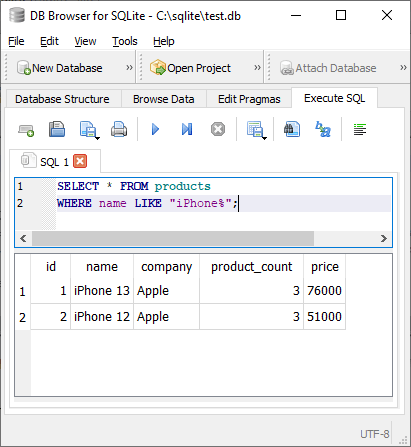 DB Browser for SQLite - C:\sqlite\test.db
File Edit View Tools Help
New Database » Open Project » Attach Database »
Database Structure Browse Data Edit Pragmas Execute SQL
SQL 1
1 SELECT * FROM products
2 WHERE name LIKE "iPhone%";
id name company product_count price
1 1 iPhone 13 Apple 3 76000
2 2 iPhone 12 Apple 3 51000
UTF-8